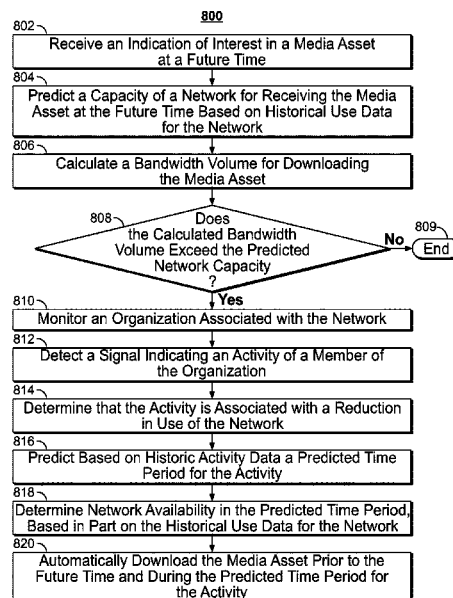 800
802
Receive an Indication of Interest in a Media Asset
at a Future Time
804
Predict a Capacity of a Network for Receiving the Media
Asset at the Future Time Based on Historical Use Data
for the Network
806
Calculate a Bandwidth Volume for Downloading
the Media Asset
808
Does
the Calculated Bandwidth
Volume Exceed the Predicted
Network Capacity
?
No
809
End
Yes
810
Monitor an Organization Associated with the Network
812
Detect a Signal Indicating an Activity of a Member of
the Organization
814
Determine that the Activity is Associated with a Reduction
in Use of the Network
816
Predict Based on Historic Activity Data a Predicted Time
Period for the Activity
818
Determine Network Availability in the Predicted Time Period,
Based in Part on the Historical Use Data for the Network
820
Automatically Download the Media Asset Prior to the
Future Time and During the Predicted Time Period for
the Activity